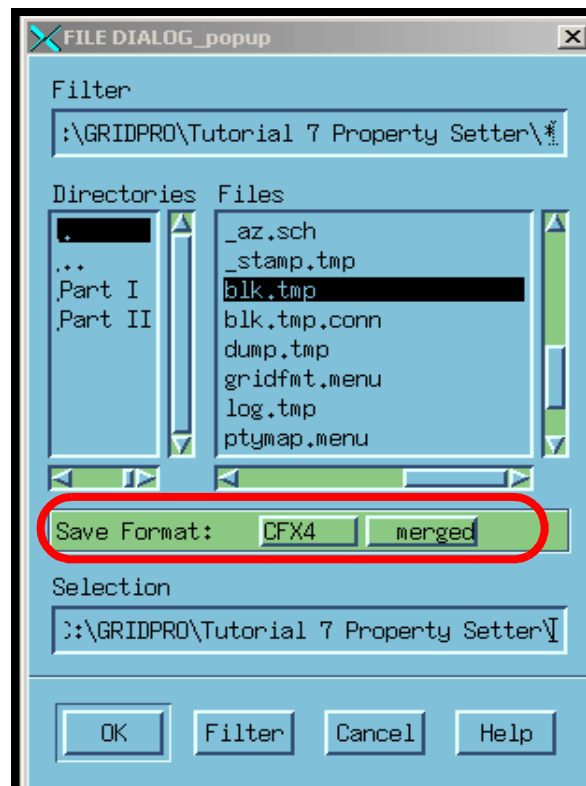 FILE DIALOG_popup
Filter
:\GRIDPRO\Tutorial 7 Property Setter\*
Directories Files
.
..
Part I
Part II
_az.sch
_stamp.tmp
blk.tmp
blk.tmp.conn
dump.tmp
gridfmt.menu
log.tmp
ptymap.menu
Save Format: CFX4 merged
Selection
:\GRIDPRO\Tutorial 7 Property Setter\
OK Filter Cancel Help